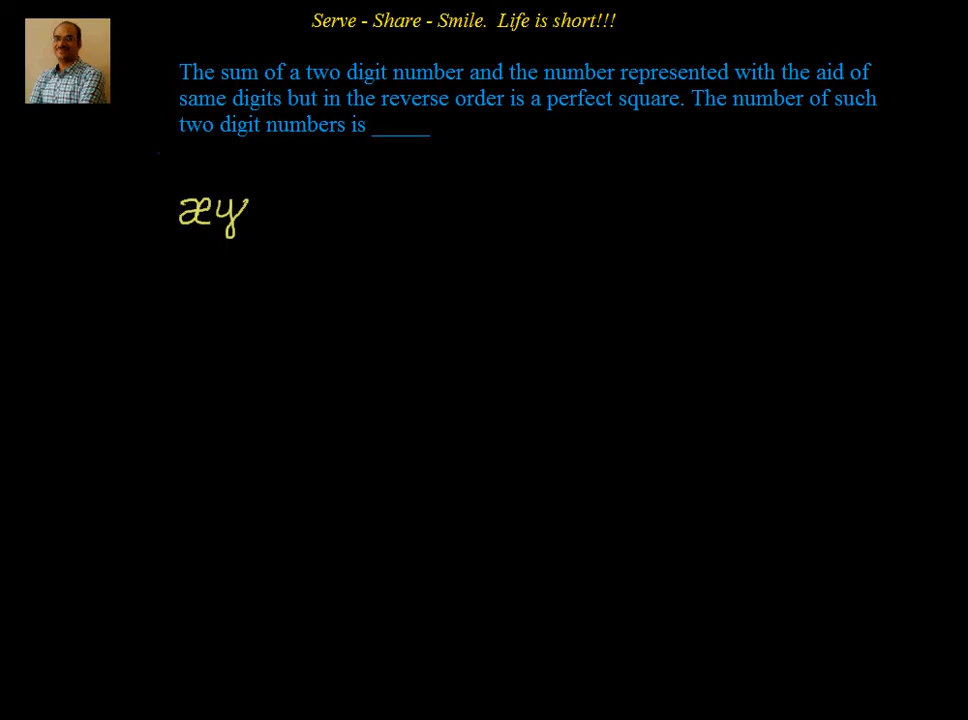 Serve - Share - Smile. Life is short!!!
The sum of a two digit number and the number represented with the aid of
same digits but in the reverse order is a perfect square. The number of such
two digit numbers is _____
xy